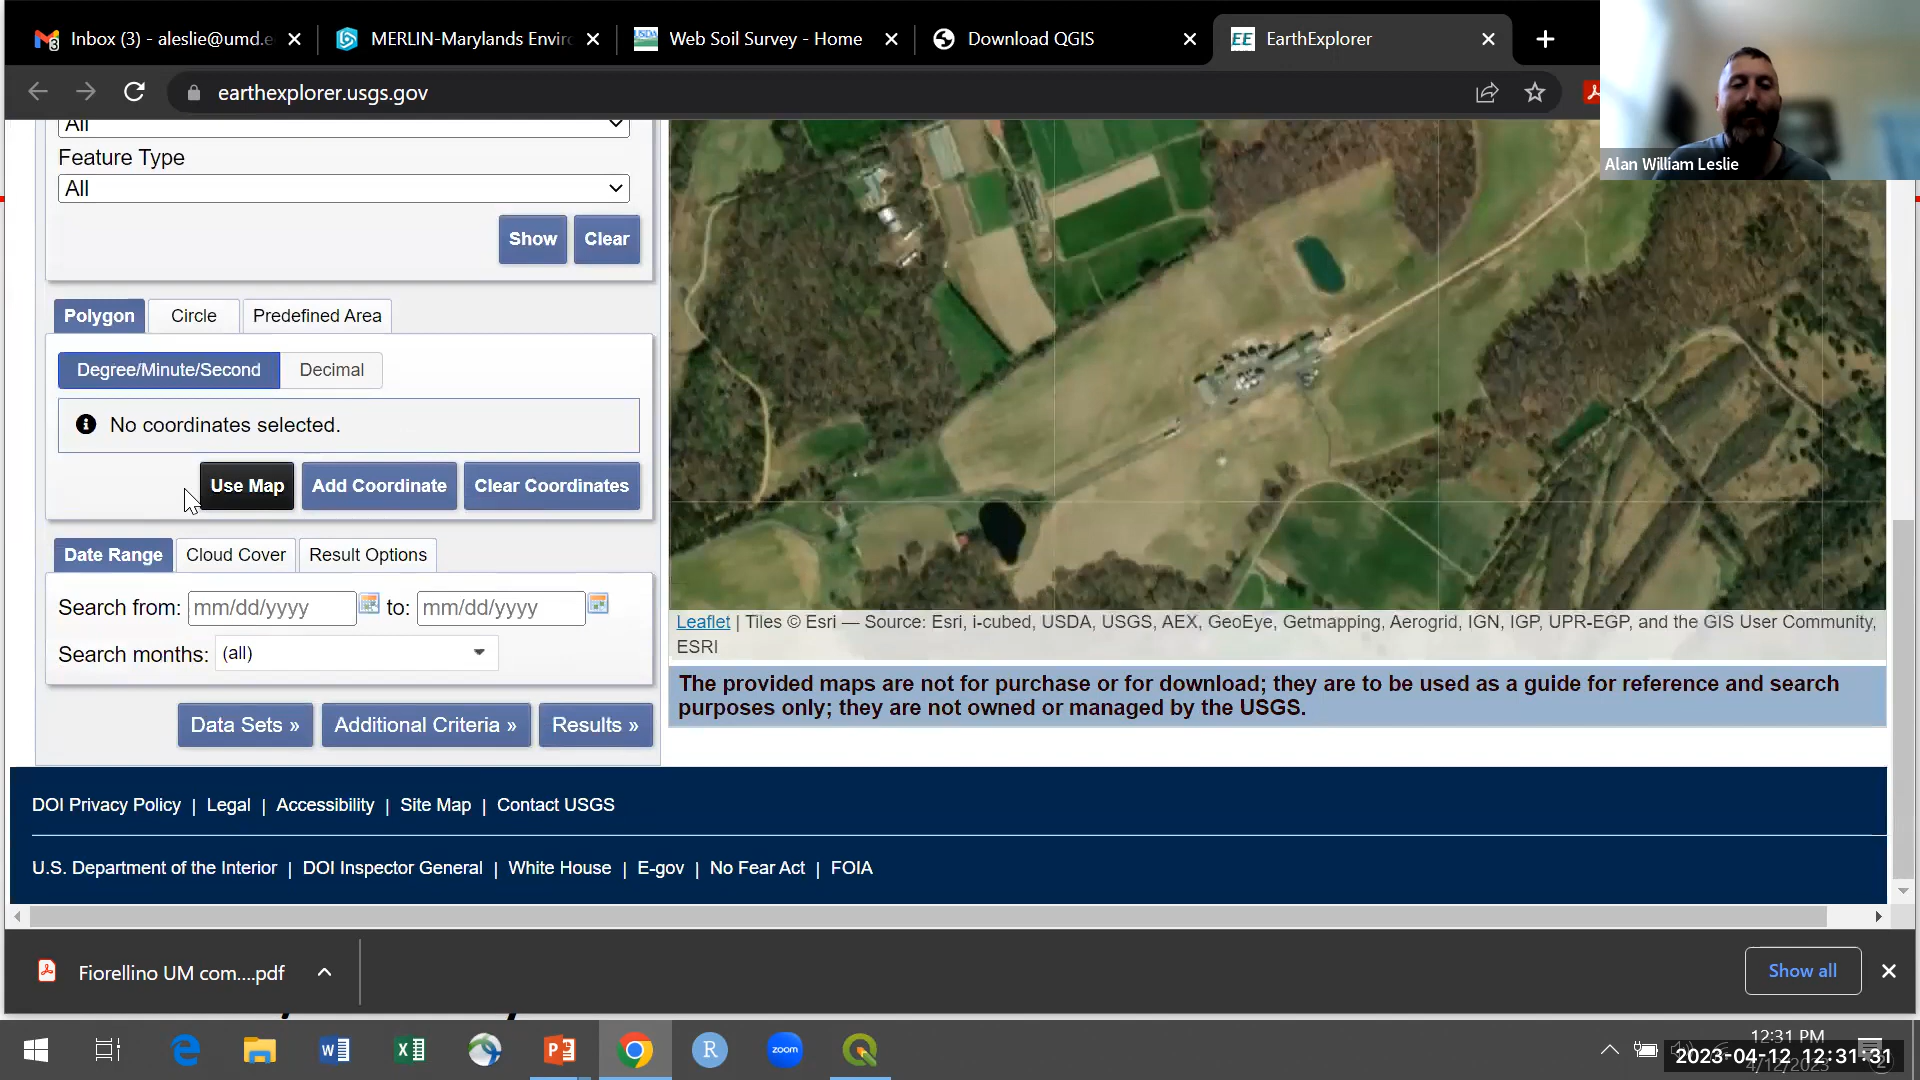 Inbox (3) - aleslie@umd.e
MERLIN-Marylands Enviro
Web Soil Survey - Home
Download QGIS
EE EarthExplorer
earthexplorer.usgs.gov
Alan William Leslie
All
Feature Type
All
Show Clear
Polygon Circle Predefined Area
Degree/Minute/Second Decimal
No coordinates selected.
Use Map Add Coordinate Clear Coordinates
Date Range Cloud Cover Result Options
Search from: mm/dd/yyyy to: mm/dd/yyyy
Search months: (all)
Data Sets » Additional Criteria » Results »
Leaflet | Tiles © Esri — Source: Esri, i-cubed, USDA, USGS, AEX, GeoEye, Getmapping, Aerogrid, IGN, IGP, UPR-EGP, and the GIS User Community,
ESRI
The provided maps are not for purchase or for download; they are to be used as a guide for reference and search
purposes only; they are not owned or managed by the USGS.
DOI Privacy Policy | Legal | Accessibility | Site Map | Contact USGS
U.S. Department of the Interior | DOI Inspector General | White House | E-gov | No Fear Act | FOIA
Fiorellino UM com....pdf
Show all
zoom
12:31 PM
2023-04-12 12:31:31
4/12/2023